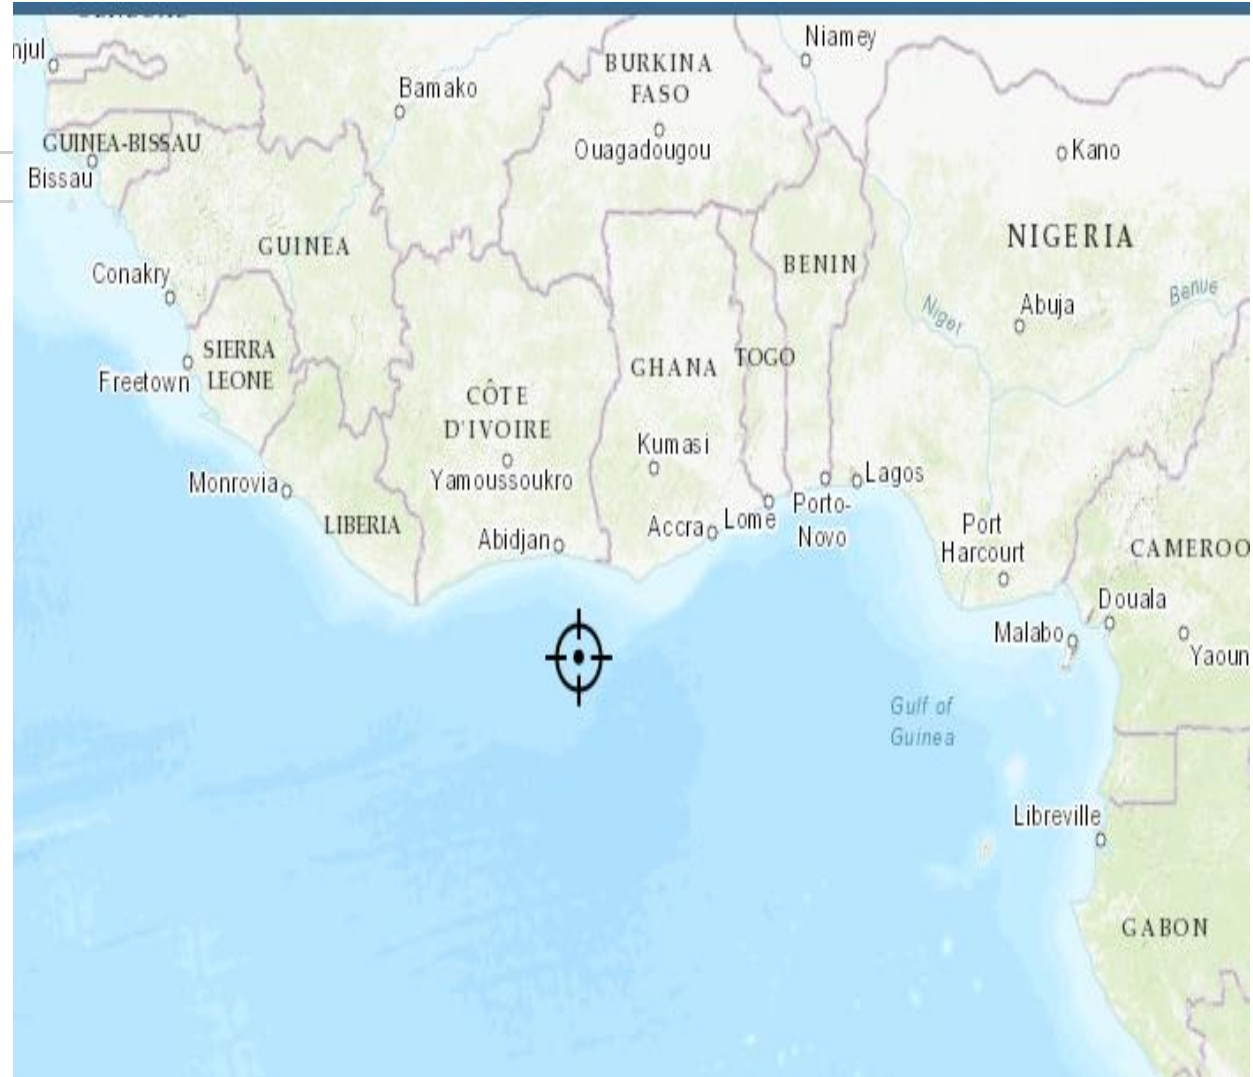 njul
Niamey
Bamako
BURKINA
FASO
Ouagadougou
Kano
GUINEA-BISSAU
Bissau
GUINEA
NIGERIA
BENIN
Conakry
Niger
Benue
Abuja
SIERRA
LEONE
Freetown
GHANA
TOGO
CÔTE
D'IVOIRE
Yamoussoukro
Kumasi
Monrovia
LIBERIA
Abidjan
Accra
Lome
Porto-
Novo
Lagos
Port
Harcourt
CAMEROO
Douala
Malabo
Yaoun
Gulf of
Guinea
Libreville
GABON